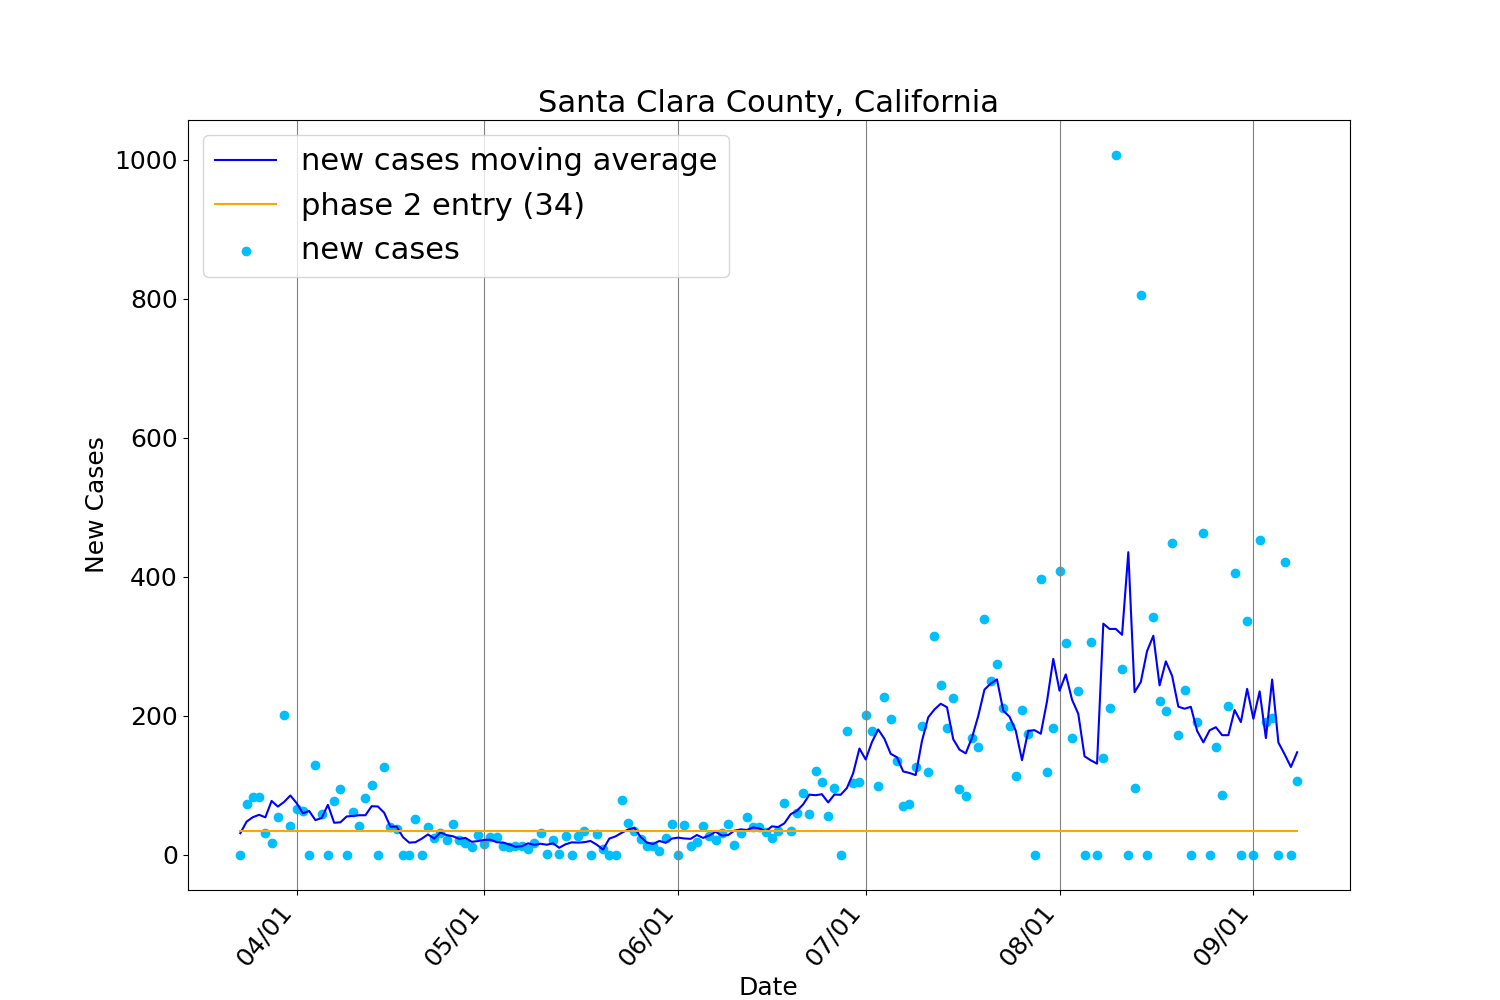 Santa Clara County, California
new cases moving average
phase 2 entry (34)
new cases
1000
800
600
400
200
0
New Cases
04/01
05/01
06/01
07/01
08/01
09/01
Date